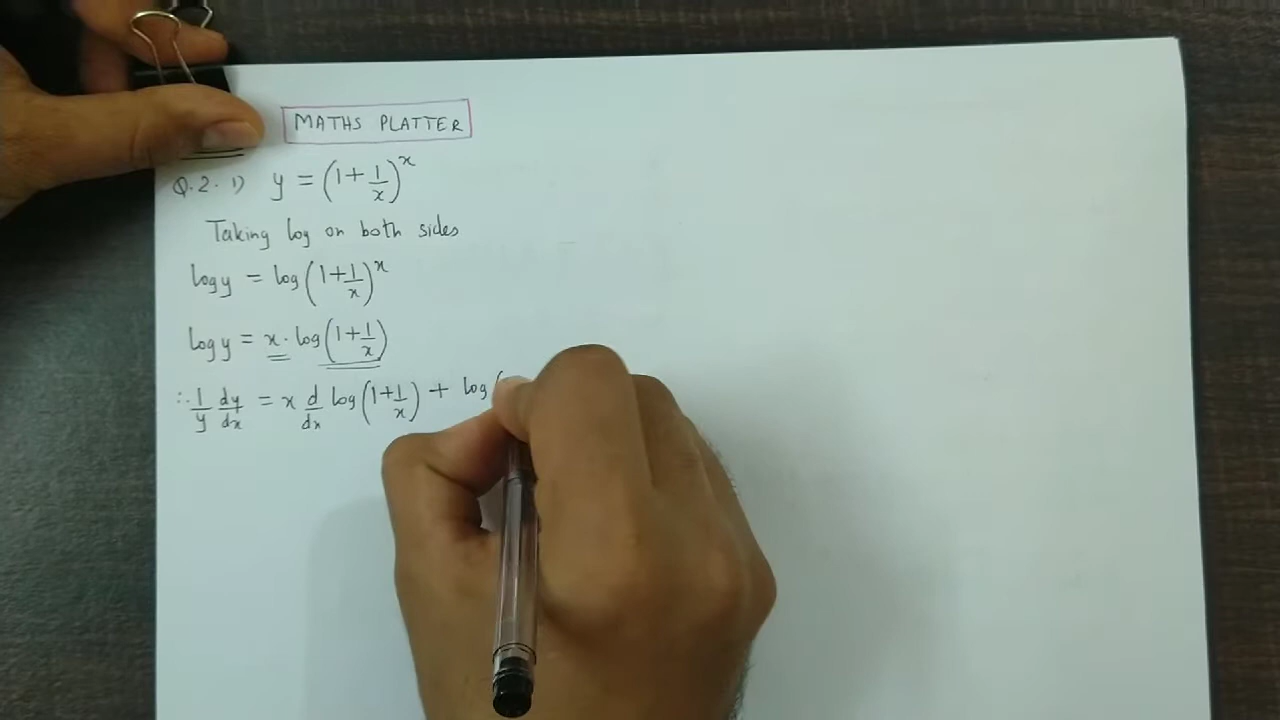 MATHS PLATTER
Q.2. 1) y = (1+1/x)^x
Taking log on both sides
log y = log(1+1/x)^x
log y = x . log(1+1/x)
∴ 1/y dy/dx = x d/dx log(1+1/x) + log(